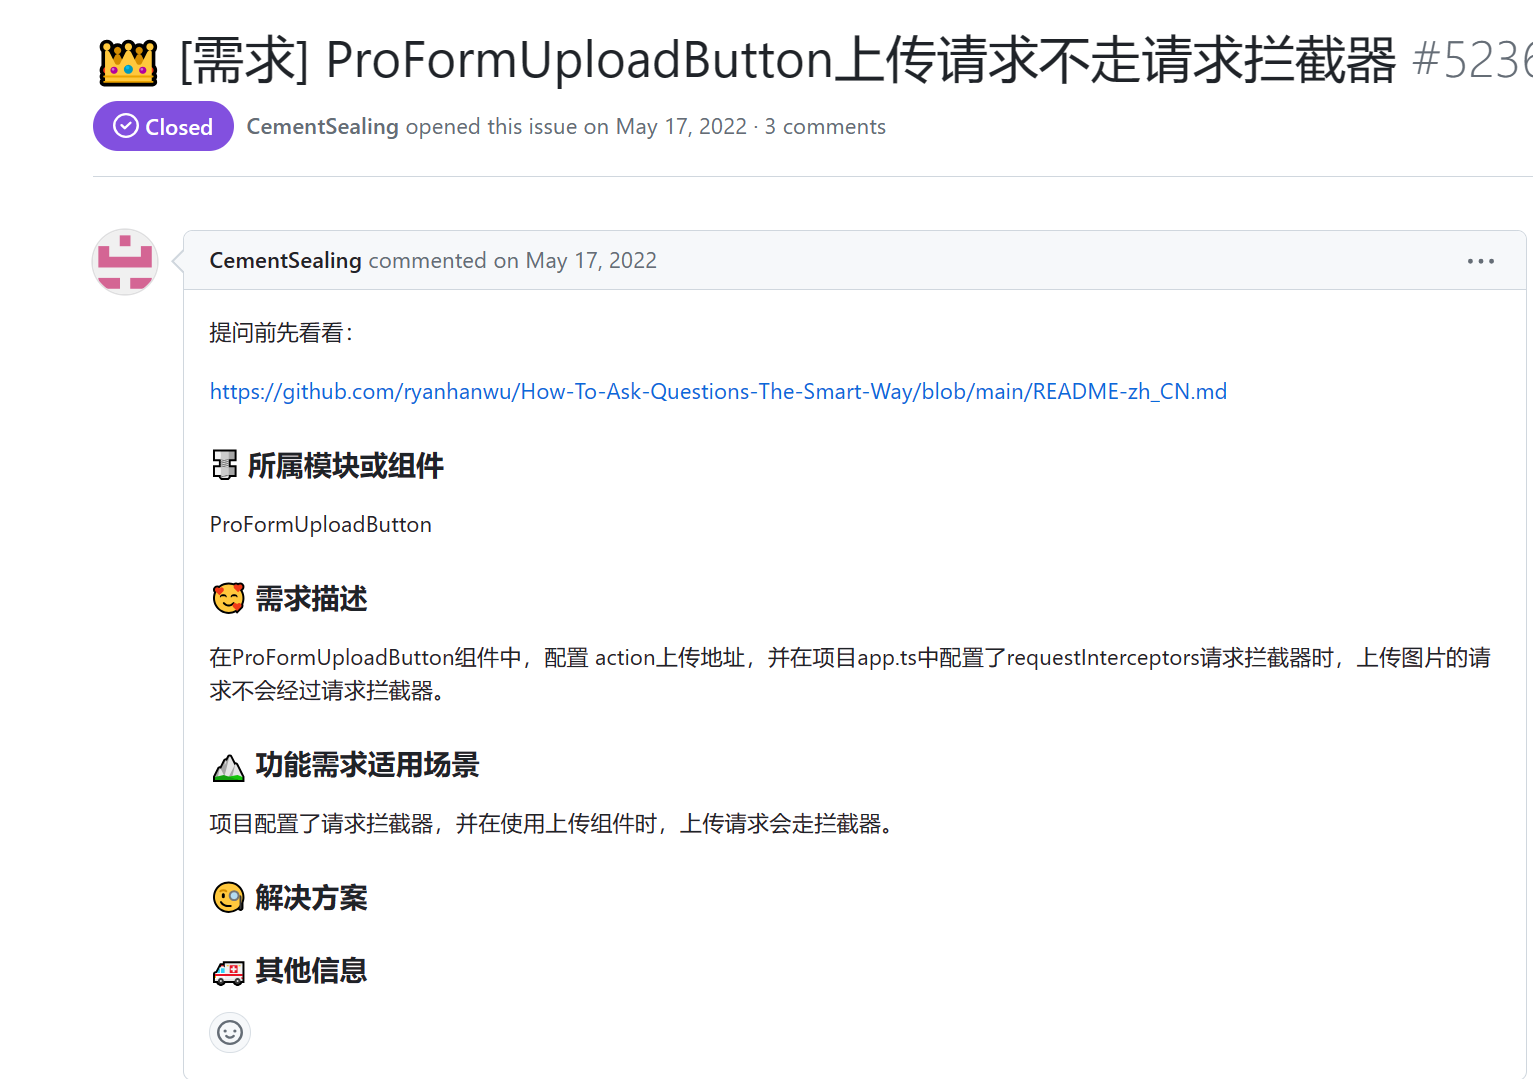 [需求] ProFormUploadButton上传请求不走请求拦截器 #5236
Closed CementSealing opened this issue on May 17, 2022 · 3 comments
CementSealing commented on May 17, 2022
提问前先看看：
https://github.com/ryanhanwu/How-To-Ask-Questions-The-Smart-Way/blob/main/README-zh_CN.md
所属模块或组件
ProFormUploadButton
需求描述
在ProFormUploadButton组件中，配置 action上传地址，并在项目app.ts中配置了requestInterceptors请求拦截器时，上传图片的请
求不会经过请求拦截器。
功能需求适用场景
项目配置了请求拦截器，并在使用上传组件时，上传请求会走拦截器。
解决方案
其他信息